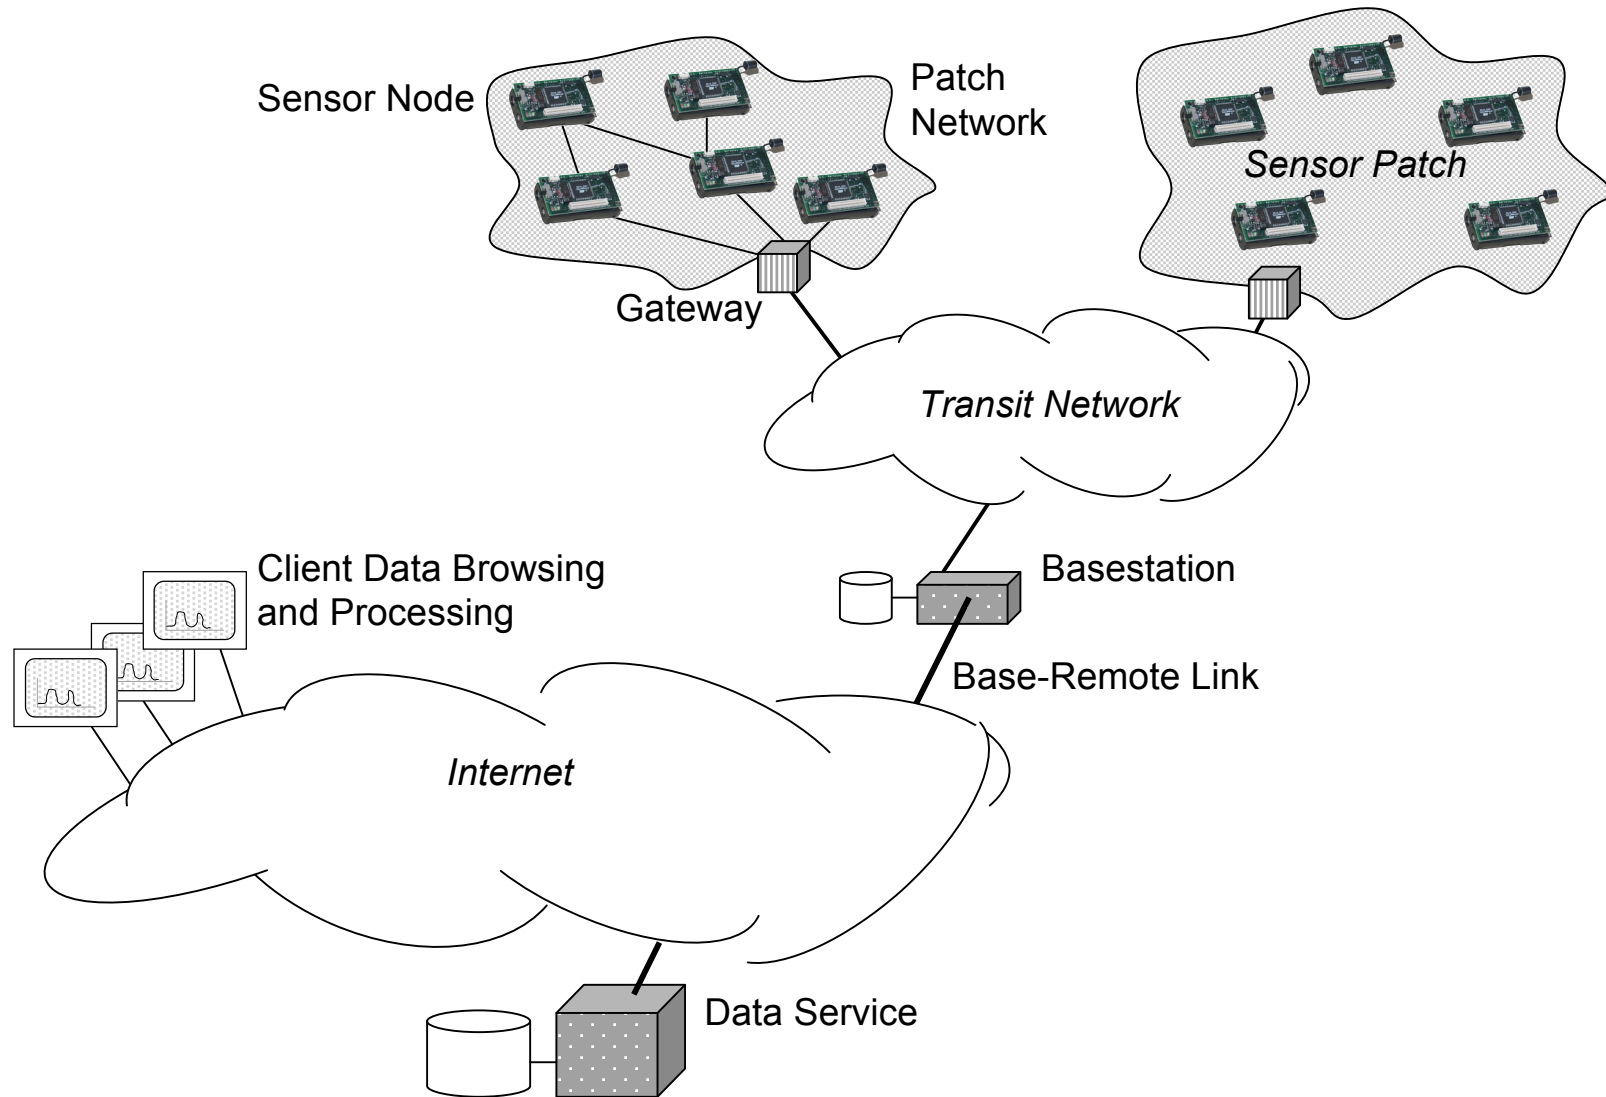 Sensor Node
Patch
Network
Sensor Patch
Gateway
Transit Network
Client Data Browsing
and Processing
Basestation
Base-Remote Link
Internet
Data Service